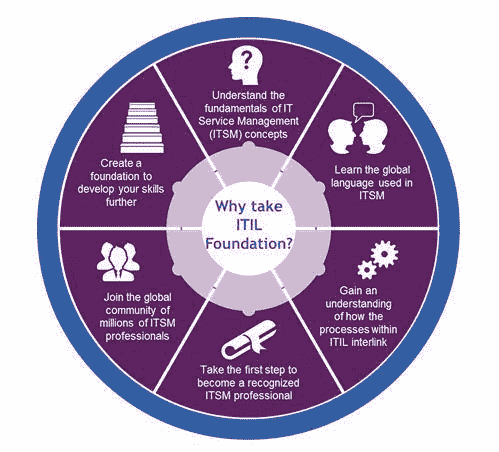 Why take
ITIL
Foundation?
?
Understand the
fundamentals of IT
Service Management
(ITSM) concepts
Learn the global
language used in
ITSM
Gain an
understanding
of how the
processes within
ITIL interlink
Take the first step to
become a recognized
ITSM professional
Join the global
community of
millions of ITSM
professionals
Create a
foundation to
develop your skills
further